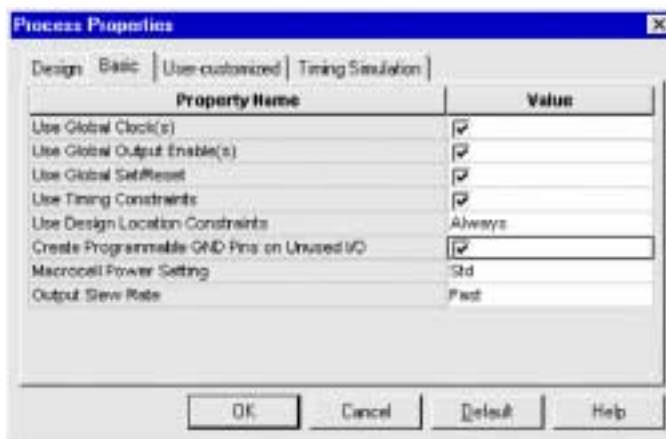 Process Properties
Design Basic User-customized Timing Simulation
Property Name Value
Use Global Clock(s)
Use Global Output Enable(s)
Use Global Set/Reset
Use Timing Constraints
Use Design Location Constraints Always
Create Programmable GND Pins on Unused I/O
Macrocell Power Setting Std
Output Slew Rate Fast
OK Cancel Default Help